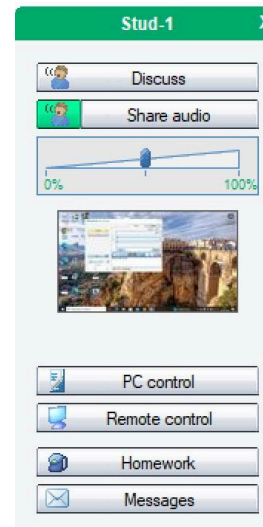 Stud-1
Discuss
Share audio
0% 100%
PC control
Remote control
Homework
Messages